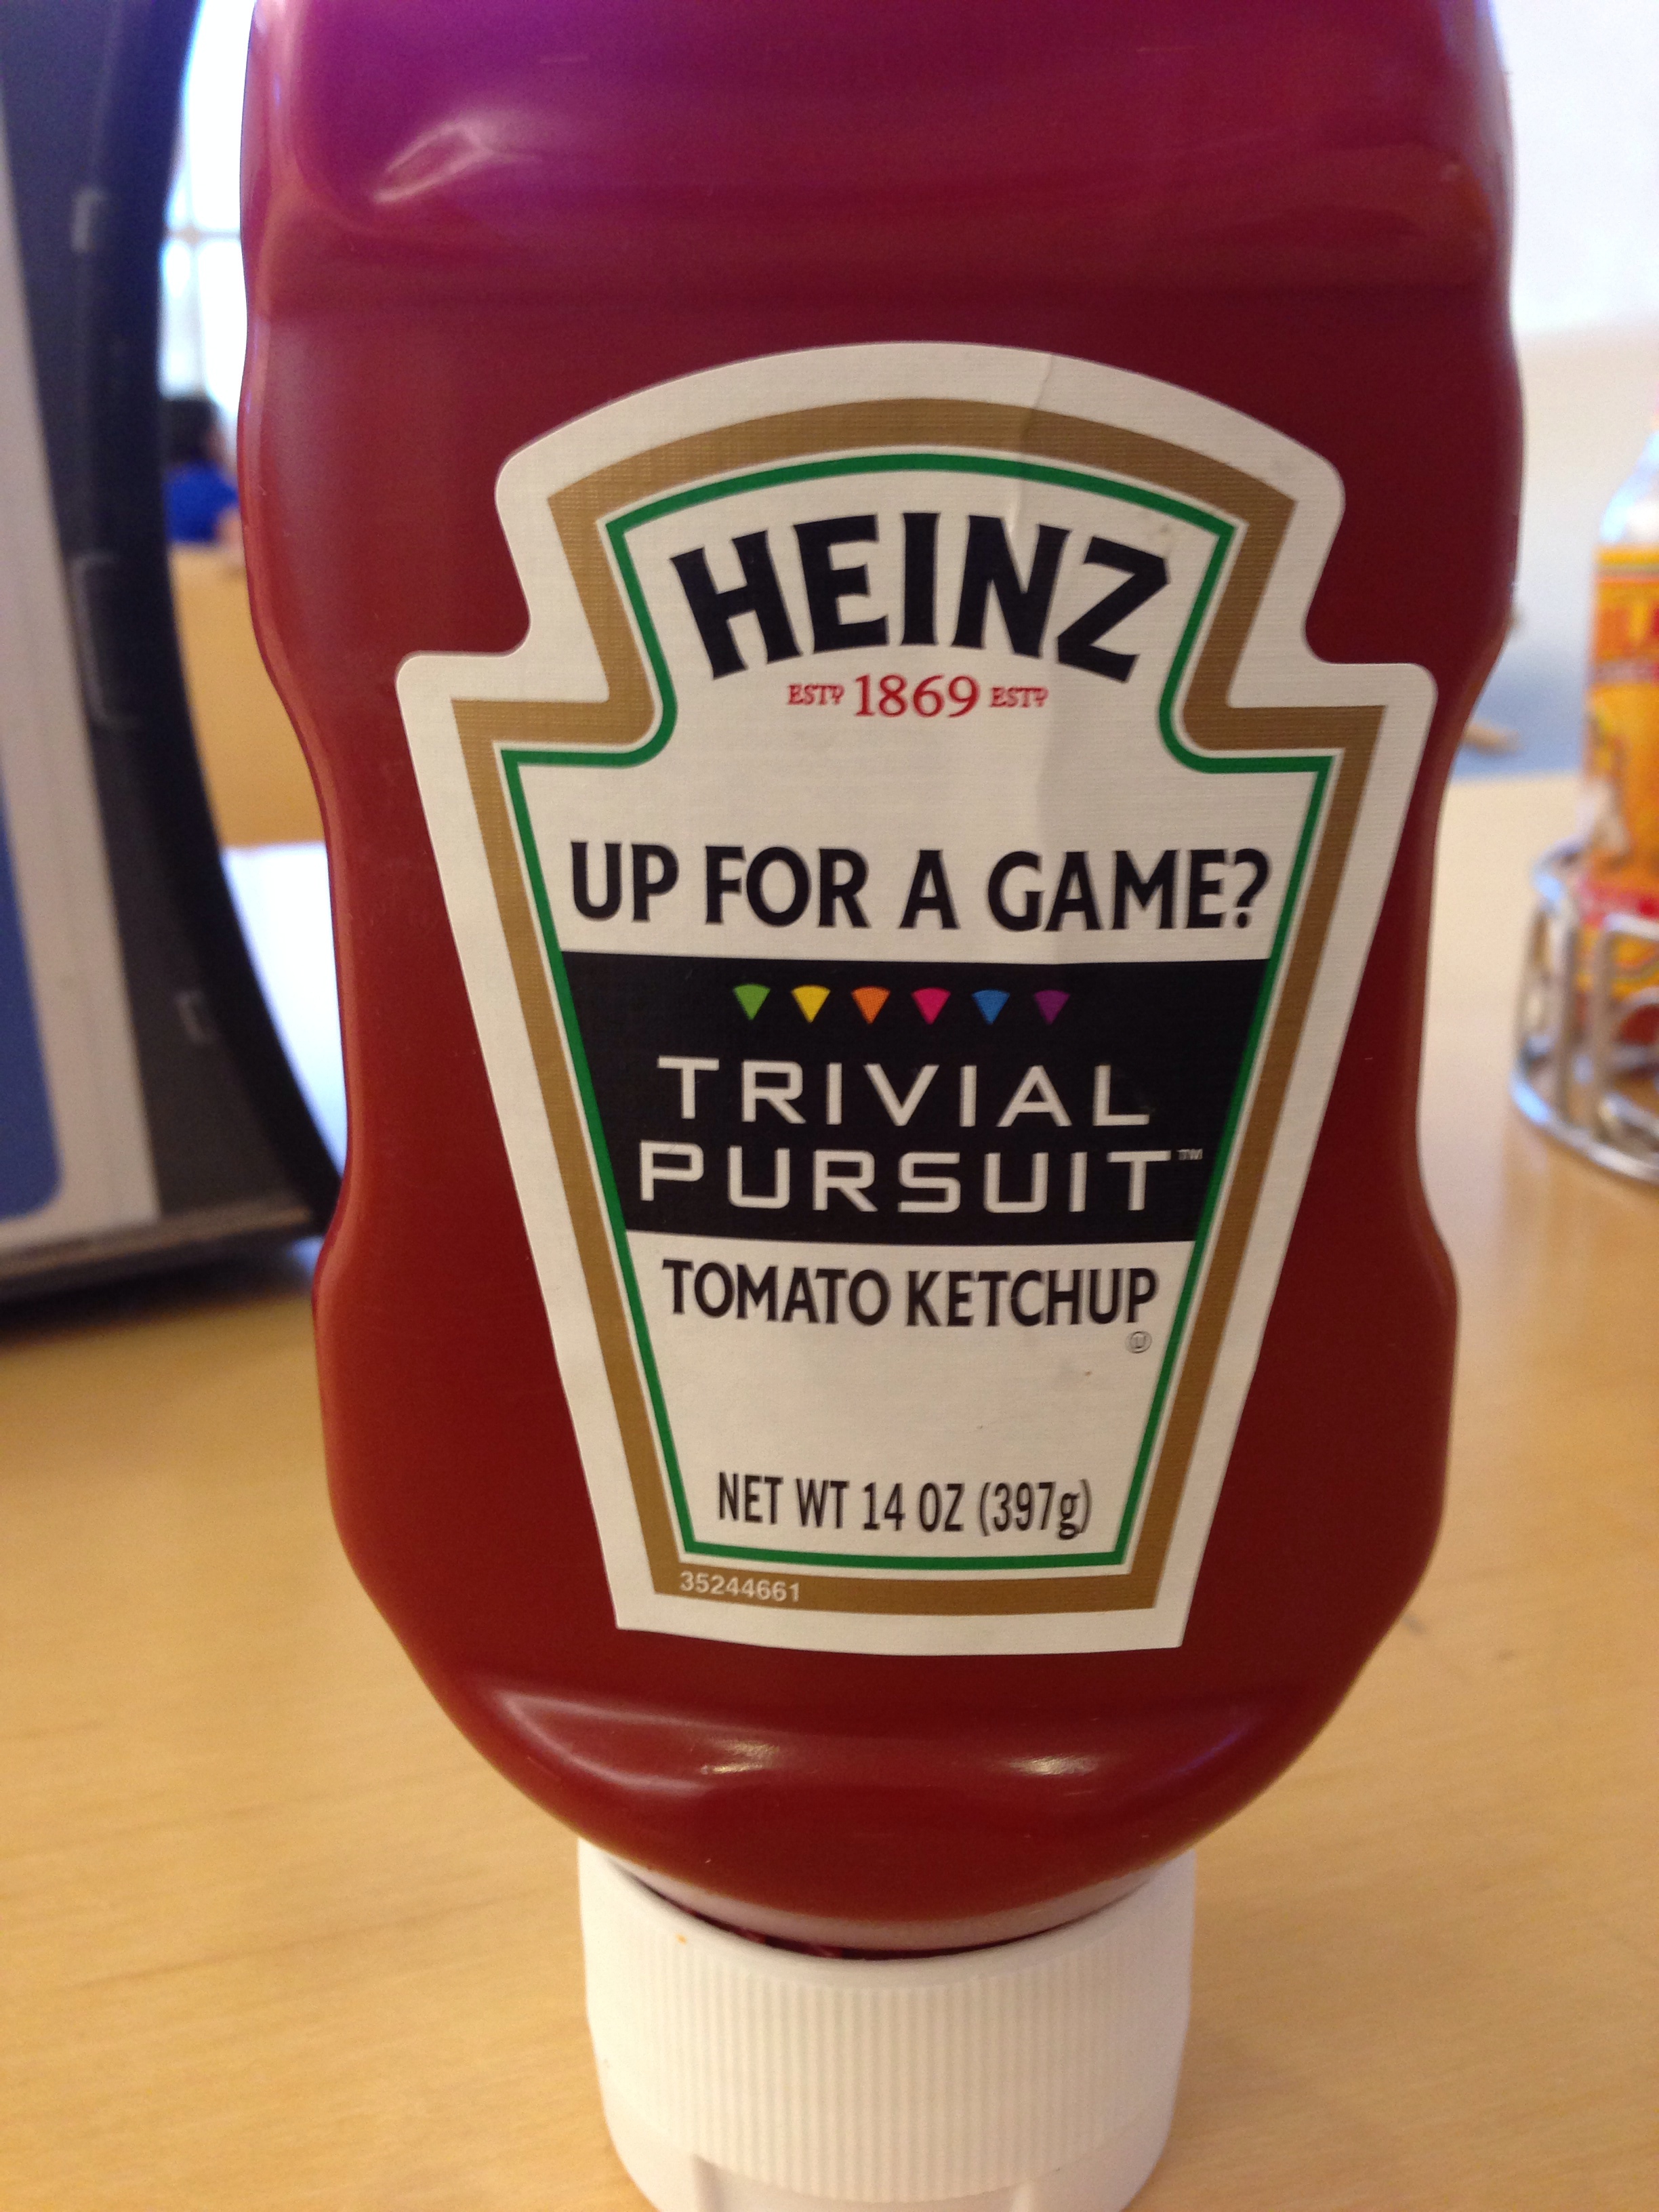 HEINZ
ESTD 1869 ESTD
UP FOR A GAME?
TRIVIAL
PURSUIT™
TOMATO KETCHUP
Ⓤ
NET WT 14 OZ (397g)
35244661